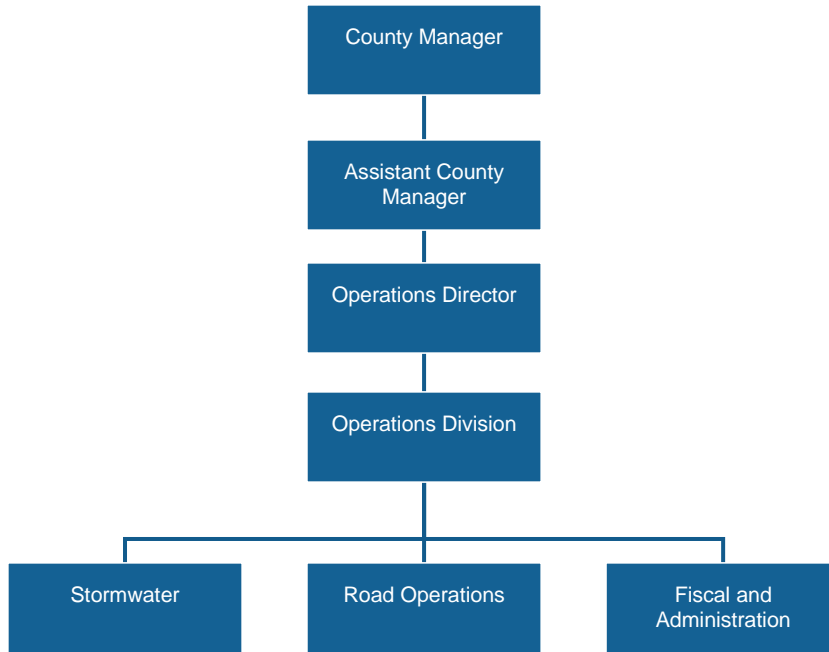 County Manager
Assistant County
Manager
Operations Director
Operations Division
Stormwater
Road Operations
Fiscal and
Administration